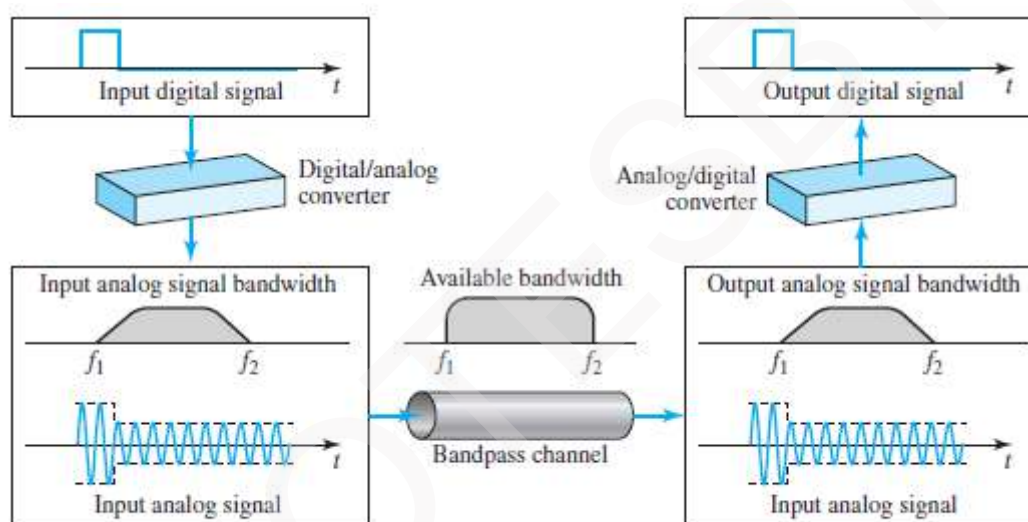 t
Input digital signal
t
Output digital signal
Digital/analog
converter
Analog/digital
converter
Input analog signal bandwidth
f1
f2
t
Input analog signal
Available bandwidth
f1
f2
Bandpass channel
Output analog signal bandwidth
f1
f2
t
Input analog signal